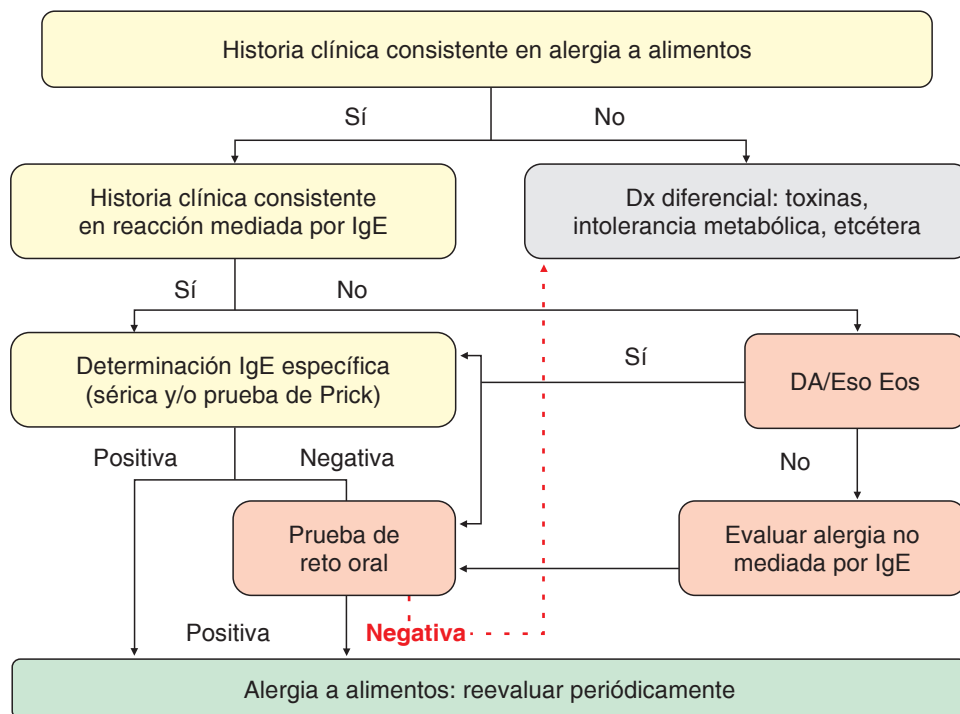 Historia clínica consistente en alergia a alimentos
Sí
No
Historia clínica consistente
en reacción mediada por IgE
Dx diferencial: toxinas,
intolerancia metabólica, etcétera
Sí
No
Determinación IgE específica
(sérica y/o prueba de Prick)
Sí
DA/Eso Eos
Positiva
Negativa
No
Prueba de
reto oral
Evaluar alergia no
mediada por IgE
Positiva
Negativa
Alergia a alimentos: reevaluar periódicamente